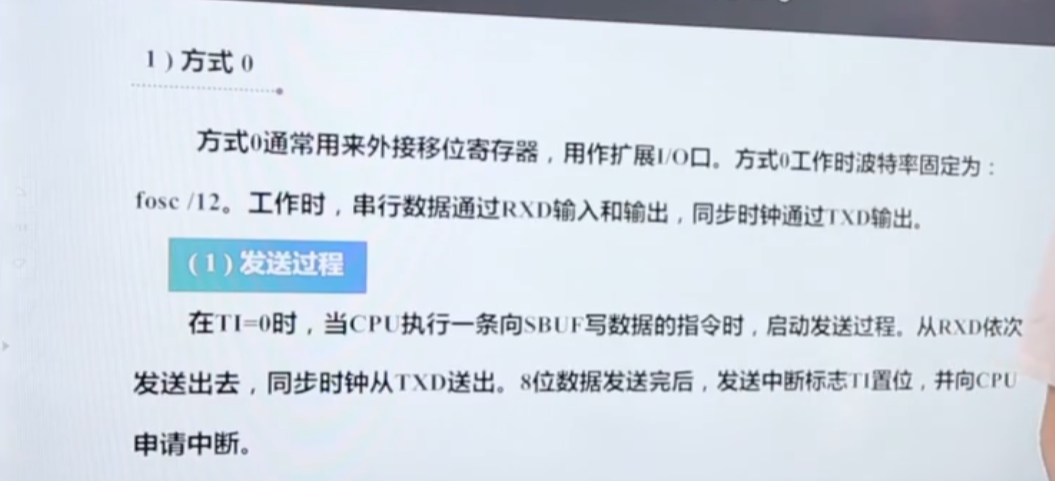 1）方式 0
方式0通常用来外接移位寄存器，用作扩展I/O口。方式0工作时波特率固定为：
fosc /12。工作时，串行数据通过RXD输入和输出，同步时钟通过TXD输出。
（1）发送过程
在TI=0时，当CPU执行一条向SBUF写数据的指令时，启动发送过程。从RXD依次
发送出去，同步时钟从TXD送出。8位数据发送完后，发送中断标志TI置位，并向CPU
申请中断。